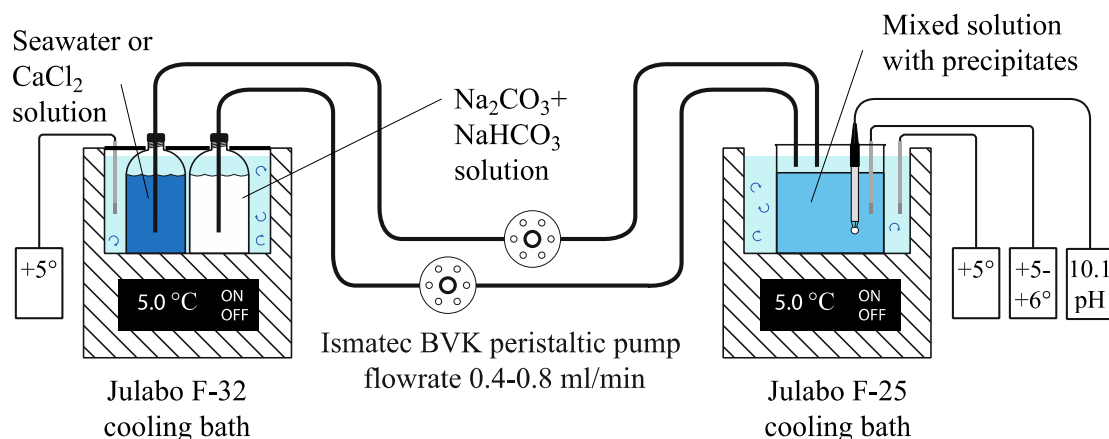 Seawater or
CaCl₂
solution
Na₂CO₃+
NaHCO₃
solution
Mixed solution
with precipitates
+5°
5.0 °C
ON
OFF
Ismatec BVK peristaltic pump
flowrate 0.4-0.8 ml/min
5.0 °C
ON
OFF
+5°
+5-
+6°
10.1
pH
Julabo F-32
cooling bath
Julabo F-25
cooling bath